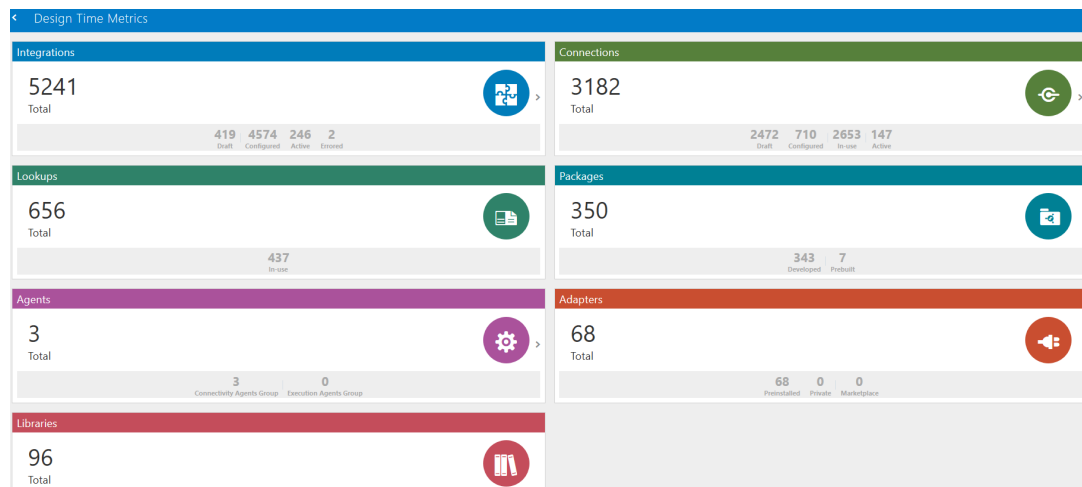 Design Time Metrics
Integrations
5241
Total
419 4574 246 2
Draft Configured Active Errored
Connections
3182
Total
2472 710 2653 147
Draft Configured In-use Active
Lookups
656
Total
437
In-use
Packages
350
Total
343 7
Developed Prebuilt
Agents
3
Total
3 0
Connectivity Agents Group Execution Agents Group
Adapters
68
Total
68 0 0
Preinstalled Private Marketplace
Libraries
96
Total